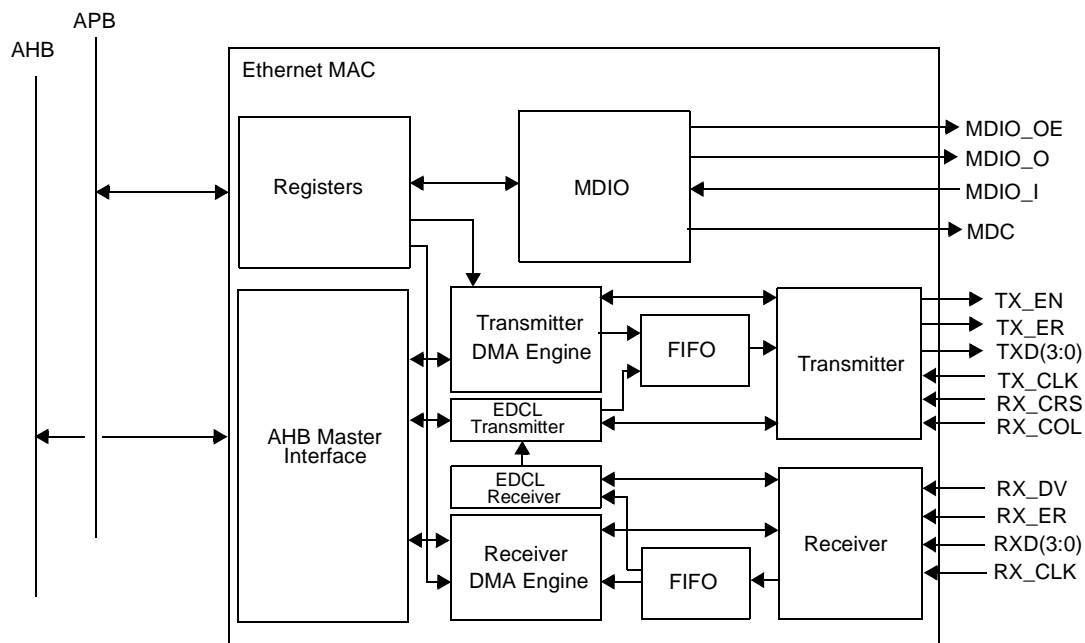 APB
AHB
Ethernet MAC
Registers
MDIO
MDIO_OE
MDIO_O
MDIO_I
MDC
Transmitter
DMA Engine
FIFO
Transmitter
TX_EN
TX_ER
TXD(3:0)
TX_CLK
RX_CRS
RX_COL
EDCL
Transmitter
AHB Master
Interface
EDCL
Receiver
Receiver
DMA Engine
FIFO
Receiver
RX_DV
RX_ER
RXD(3:0)
RX_CLK